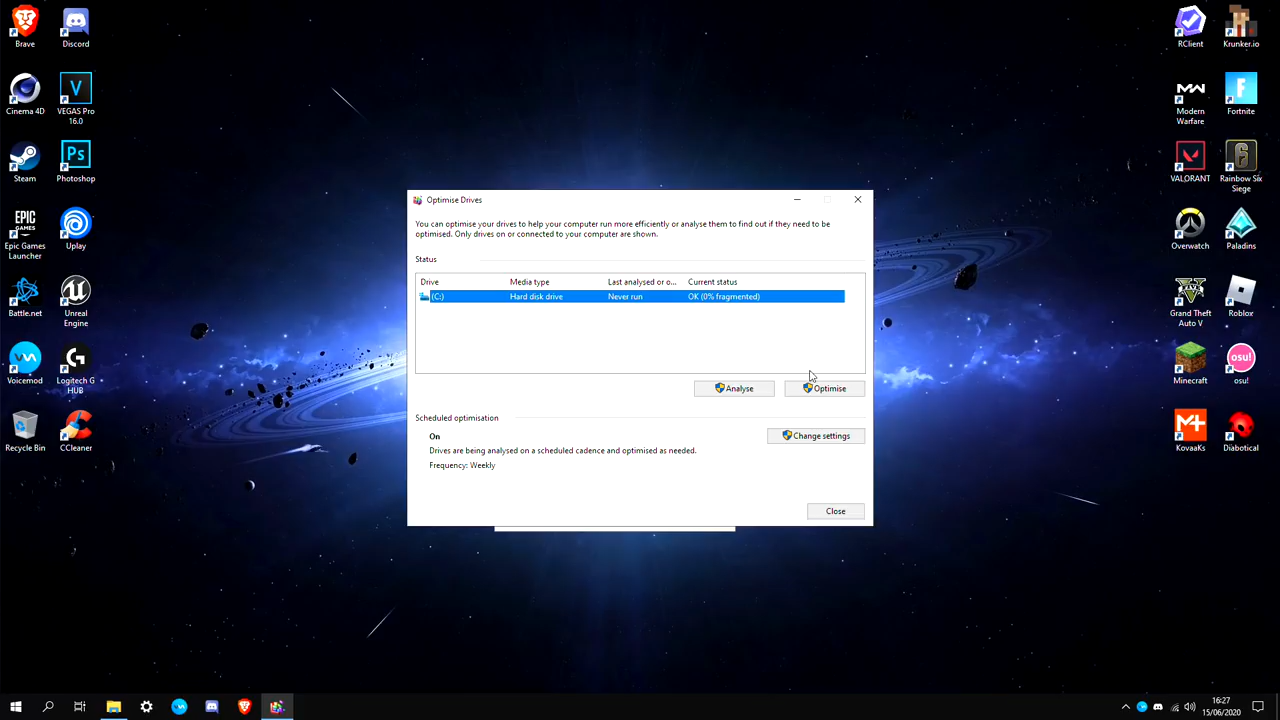 Brave
Discord
Cinema 4D
VEGAS Pro
16.0
Steam
Photoshop
Epic Games
Launcher
Uplay
Battle.net
Unreal
Engine
Voicemod
Logitech G
HUB
Recycle Bin
CCleaner
Optimise Drives
You can optimise your drives to help your computer run more efficiently or analyse them to find out if they need to be
optimised. Only drives on or connected to your computer are shown.
Status
Drive Media type Last analysed or o... Current status
(C:) Hard disk drive Never run OK (0% fragmented)
Analyse Optimise
Scheduled optimisation
On
Change settings
Drives are being analysed on a scheduled cadence and optimised as needed.
Frequency: Weekly
Close
RClient
Krunker.io
Modern
Warfare
Fortnite
VALORANT
Rainbow Six
Siege
Overwatch
Paladins
Grand Theft
Auto V
Roblox
Minecraft
osu!
osu!
KovaaKs
Diabotical
16:27
15/06/2020